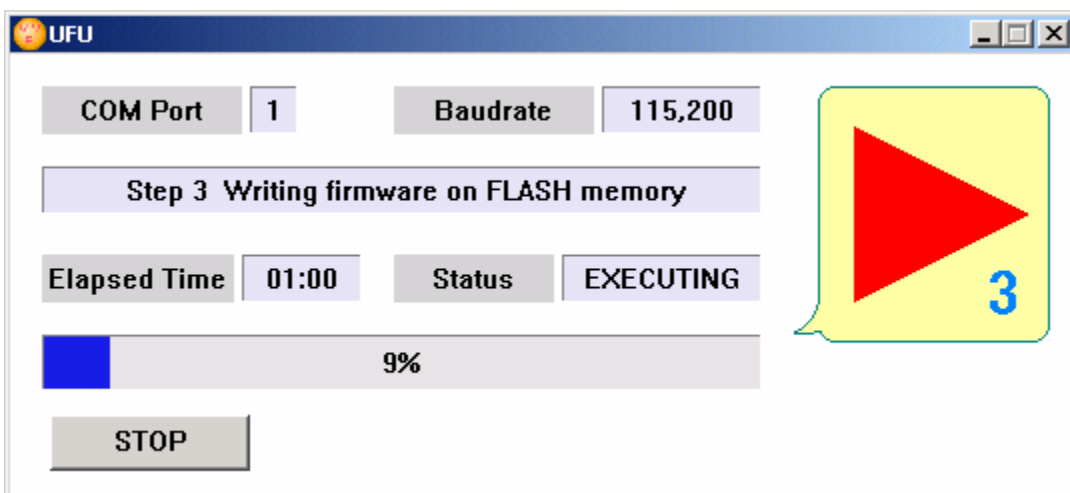 UFU
COM Port 1 Baudrate 115,200
Step 3 Writing firmware on FLASH memory
Elapsed Time 01:00 Status EXECUTING
3
9%
STOP